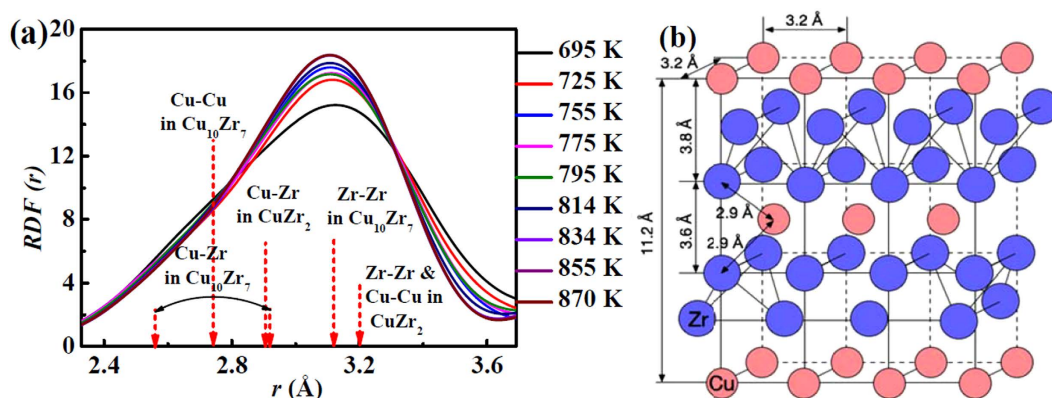 (a)
RDF (r)
20
16
12
8
4
0
2.4
2.8
3.2
3.6
r (Å)
Cu-Cu
in Cu10Zr7
Cu-Zr
in Cu10Zr7
Cu-Zr
in CuZr2
Zr-Zr
in Cu10Zr7
Zr-Zr &
Cu-Cu in
CuZr2
695 K
725 K
755 K
775 K
795 K
814 K
834 K
855 K
870 K
(b)
3.2 Å
3.2 Å
3.8 Å
11.2 Å
3.6 Å
2.9 Å
2.9 Å
Zr
Cu